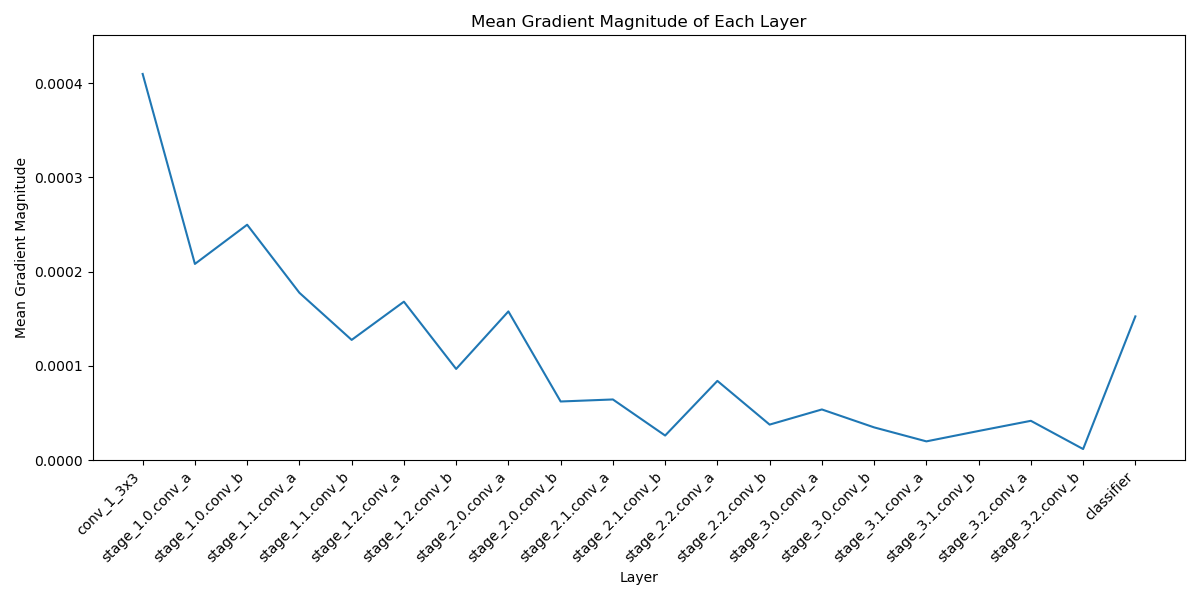 Mean Gradient Magnitude of Each Layer
Mean Gradient Magnitude
0.0004
0.0003
0.0002
0.0001
0.0000
conv_1_3x3
stage_1.0.conv_a
stage_1.0.conv_b
stage_1.1.conv_a
stage_1.1.conv_b
stage_1.2.conv_a
stage_1.2.conv_b
stage_2.0.conv_a
stage_2.0.conv_b
stage_2.1.conv_a
stage_2.1.conv_b
stage_2.2.conv_a
stage_2.2.conv_b
stage_3.0.conv_a
stage_3.0.conv_b
stage_3.1.conv_a
stage_3.1.conv_b
stage_3.2.conv_a
stage_3.2.conv_b
classifier
Layer